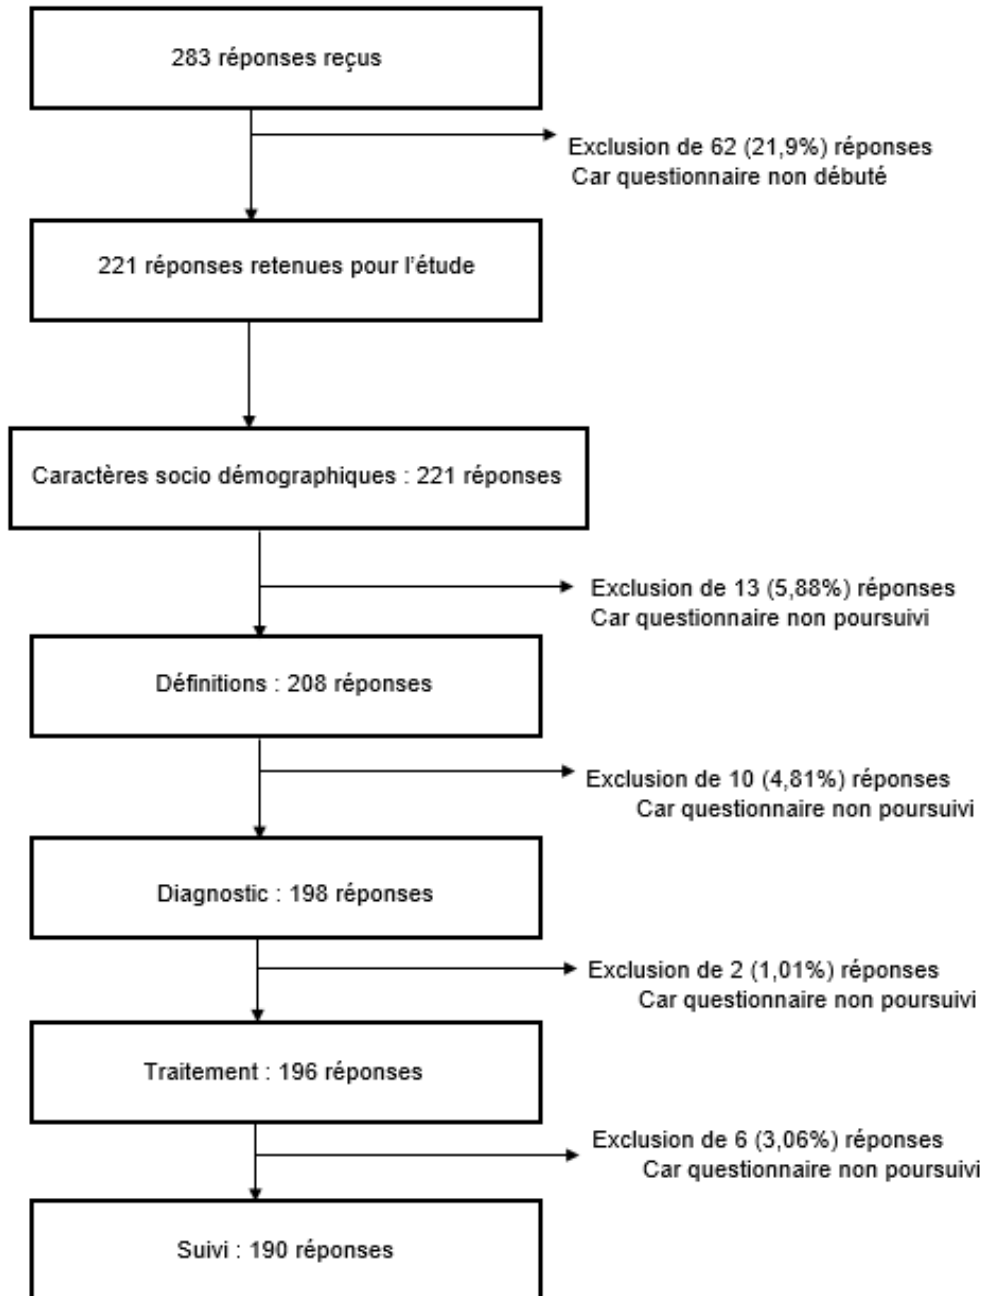 283 réponses reçus
Exclusion de 62 (21,9%) réponses
Car questionnaire non débuté
221 réponses retenues pour l'étude
Caractères socio démographiques : 221 réponses
Exclusion de 13 (5,88%) réponses
Car questionnaire non poursuivi
Définitions : 208 réponses
Exclusion de 10 (4,81%) réponses
Car questionnaire non poursuivi
Diagnostic : 198 réponses
Exclusion de 2 (1,01%) réponses
Car questionnaire non poursuivi
Traitement : 196 réponses
Exclusion de 6 (3,06%) réponses
Car questionnaire non poursuivi
Suivi : 190 réponses